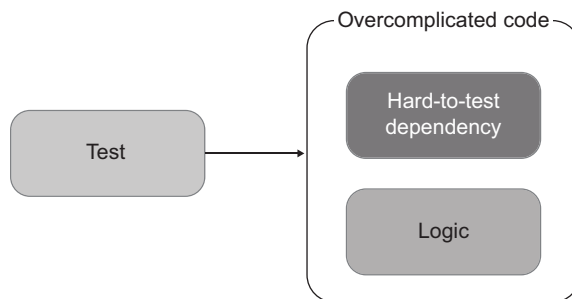 Overcomplicated code
Hard-to-test
dependency
Test
Logic